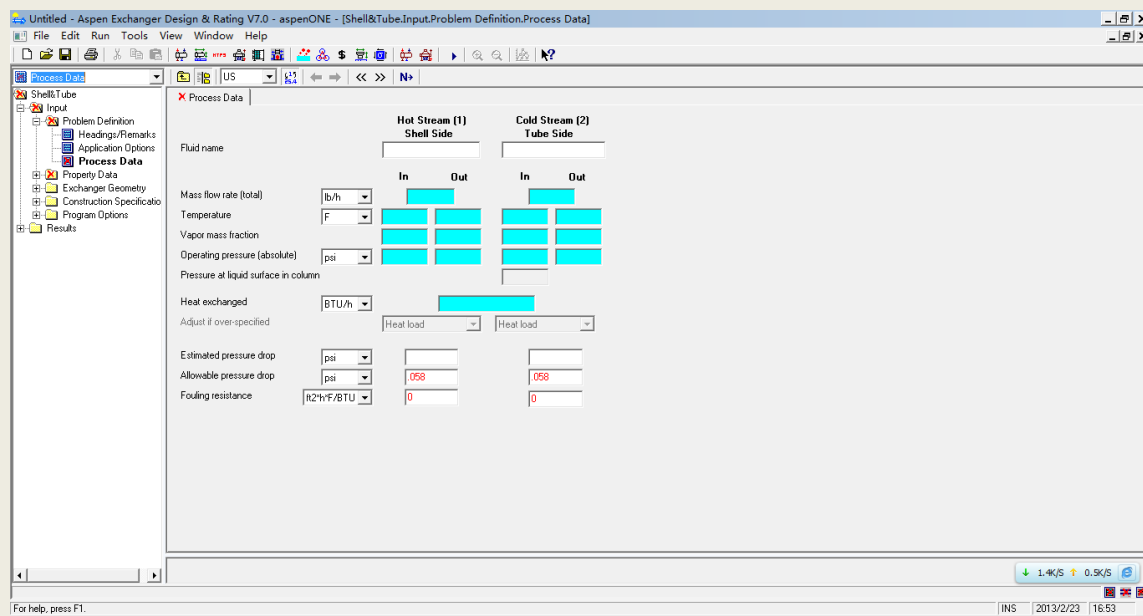 Untitled - Aspen Exchanger Design & Rating V7.0 - aspenONE - [Shell&Tube.Input.Problem Definition.Process Data]
File Edit Run Tools View Window Help
Process Data US
Shell&Tube
Input
Problem Definition
Headings/Remarks
Application Options
Process Data
Property Data
Exchanger Geometry
Construction Specificatio
Program Options
Results
Process Data
Hot Stream (1) Cold Stream (2)
Shell Side Tube Side
Fluid name
In Out In Out
Mass flow rate (total) lb/h
Temperature F
Vapor mass fraction
Operating pressure (absolute) psi
Pressure at liquid surface in column
Heat exchanged BTU/h
Adjust if over-specified Heat load Heat load
Estimated pressure drop psi
Allowable pressure drop psi .058 .058
Fouling resistance ft2*h*F/BTU 0 0
1.4K/S 0.5K/S
For help, press F1. INS 2013/2/23 16:53